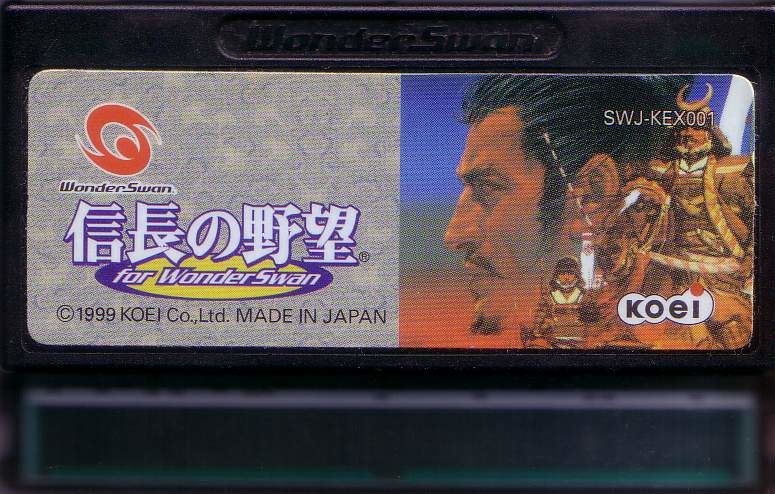 WonderSwan
SWJ-KEX001
WonderSwan
信長の野望®
for WonderSwan
©1999 KOEI Co.,Ltd. MADE IN JAPAN
KOEI